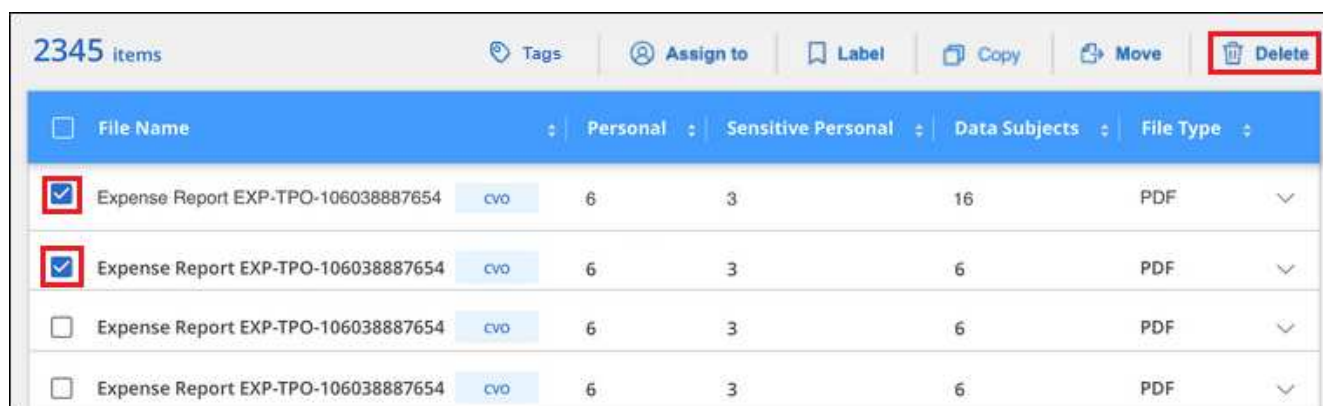 2345 items Tags Assign to Label Copy Move Delete
File Name Personal Sensitive Personal Data Subjects File Type
Expense Report EXP-TPO-106038887654 CVO 6 3 16 PDF
Expense Report EXP-TPO-106038887654 CVO 6 3 6 PDF
Expense Report EXP-TPO-106038887654 CVO 6 3 6 PDF
Expense Report EXP-TPO-106038887654 CVO 6 3 6 PDF